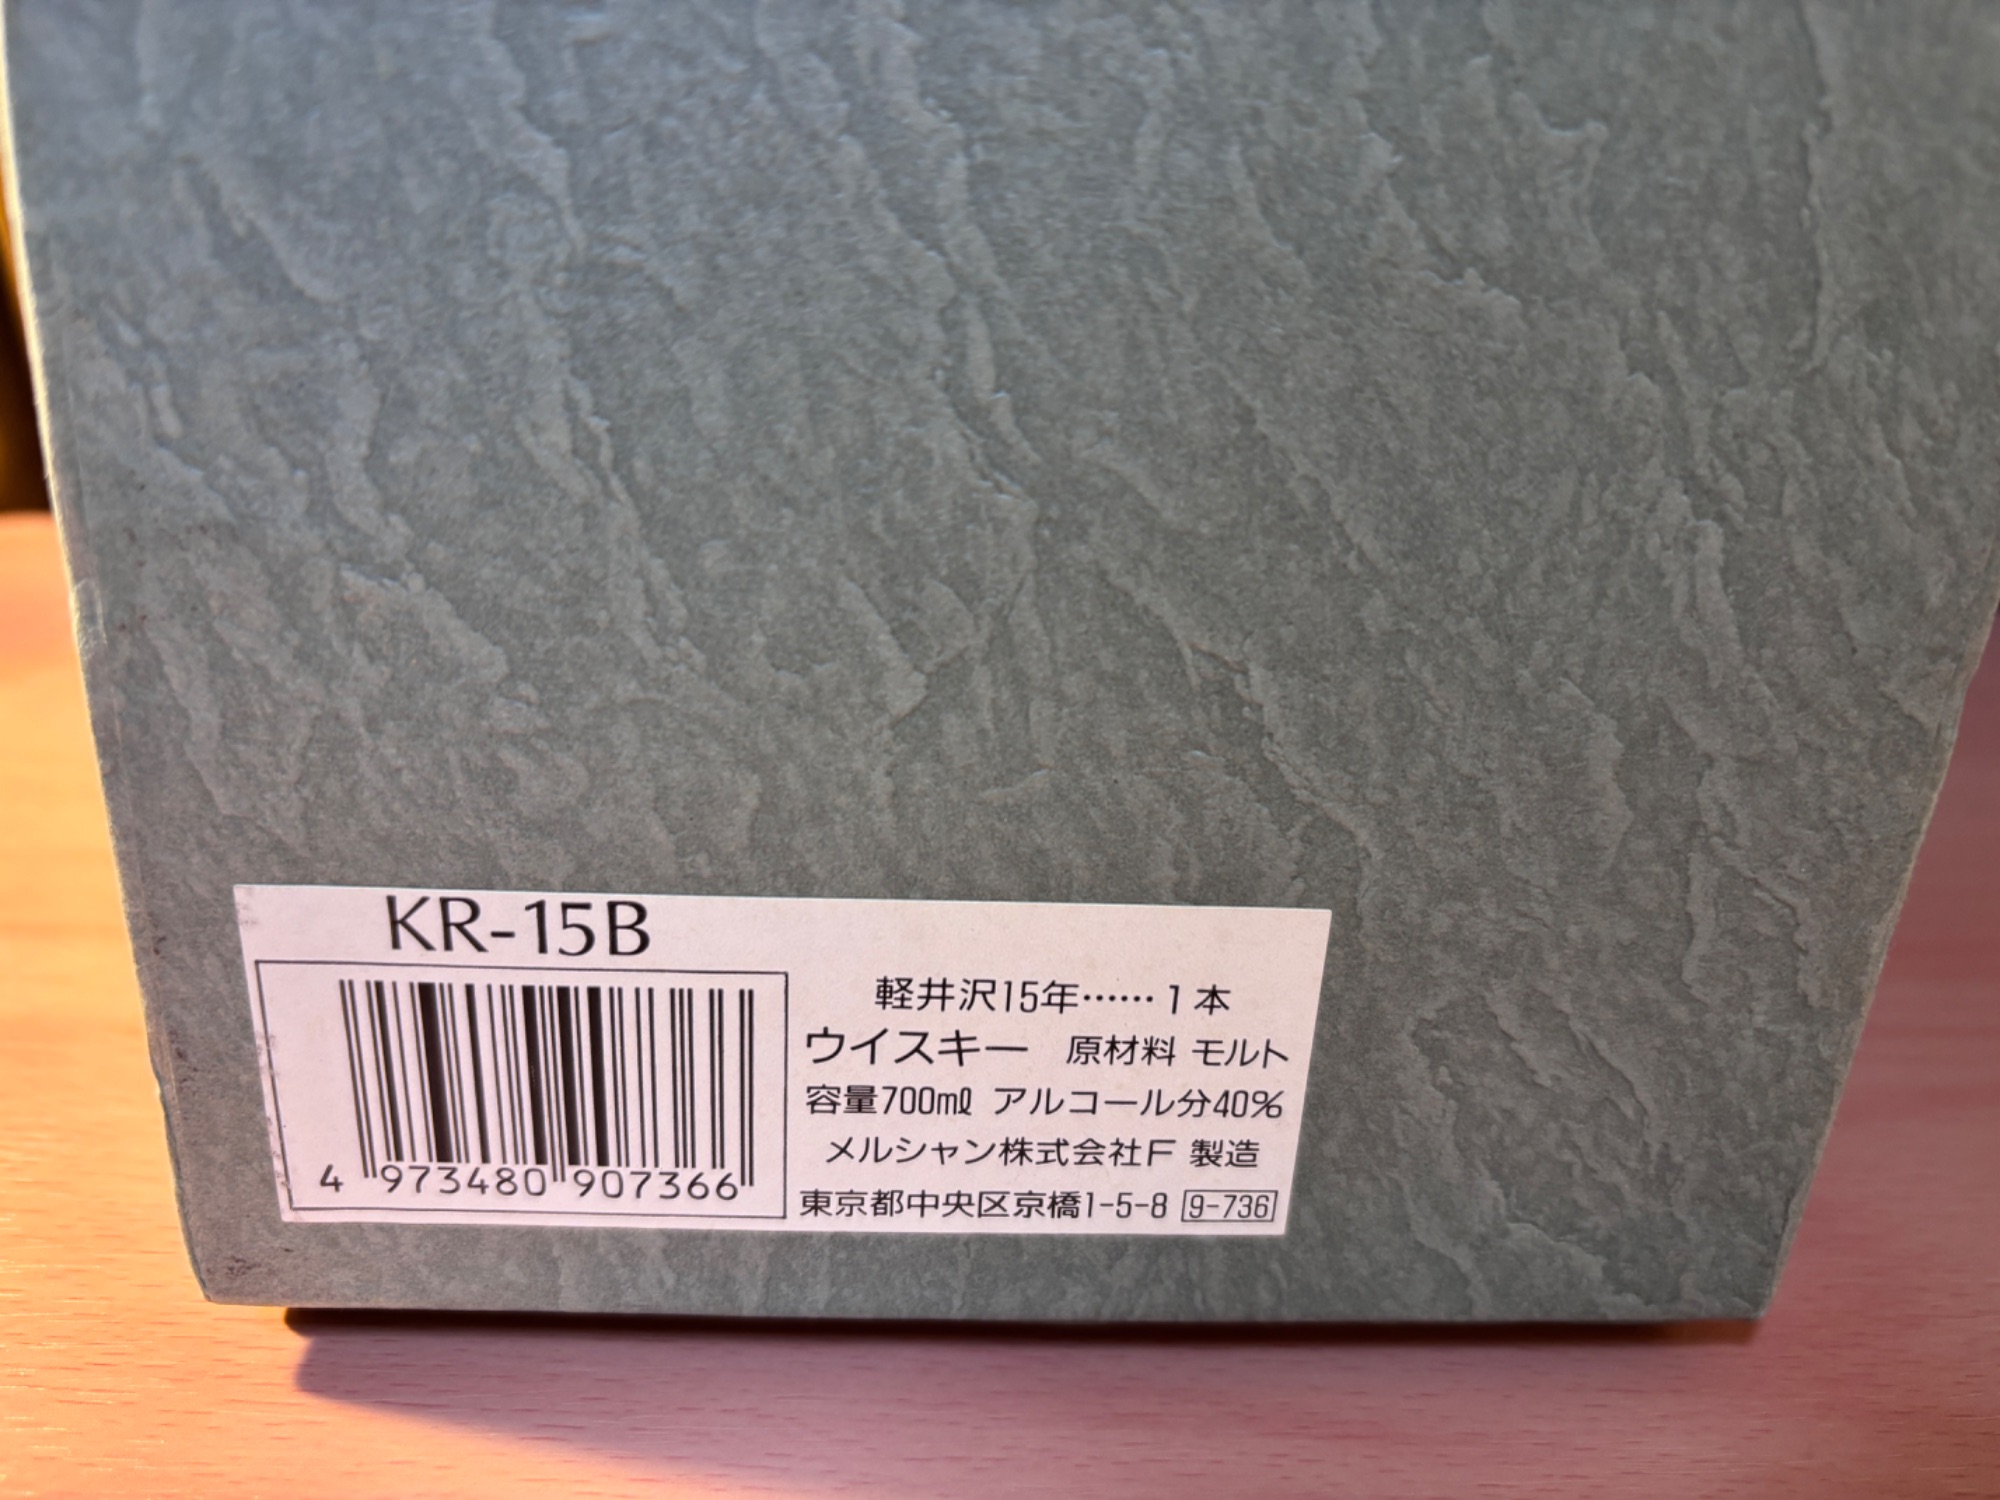 KR-15B
4 973480 907366
軽井沢15年……1本
ウイスキー 原材料 モルト
容量700mℓ アルコール分40%
メルシャン株式会社F 製造
東京都中央区京橋1-5-8 9-736